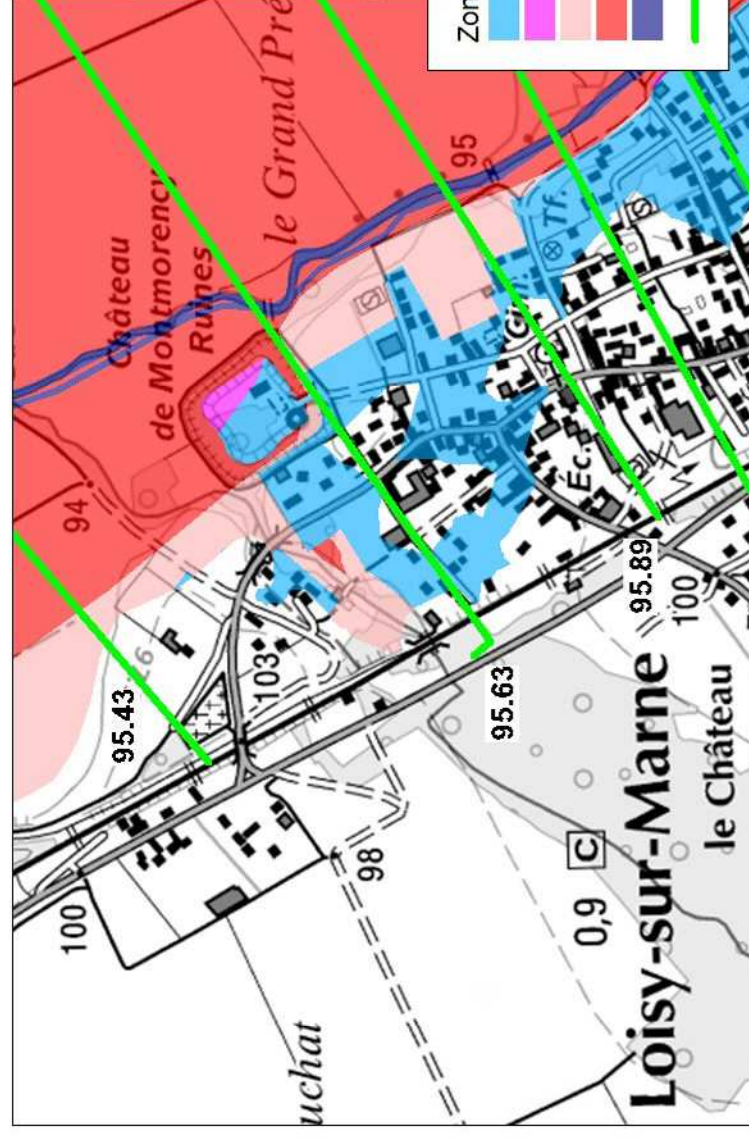 Zon
le Grand Pré
Château
de Montmorency
Ruines
95
94
Tf.
Éc.
95.43
103
95.63
95.89
100
98
100
0,9 C
Loisy-sur-Marne
le Château
uchat